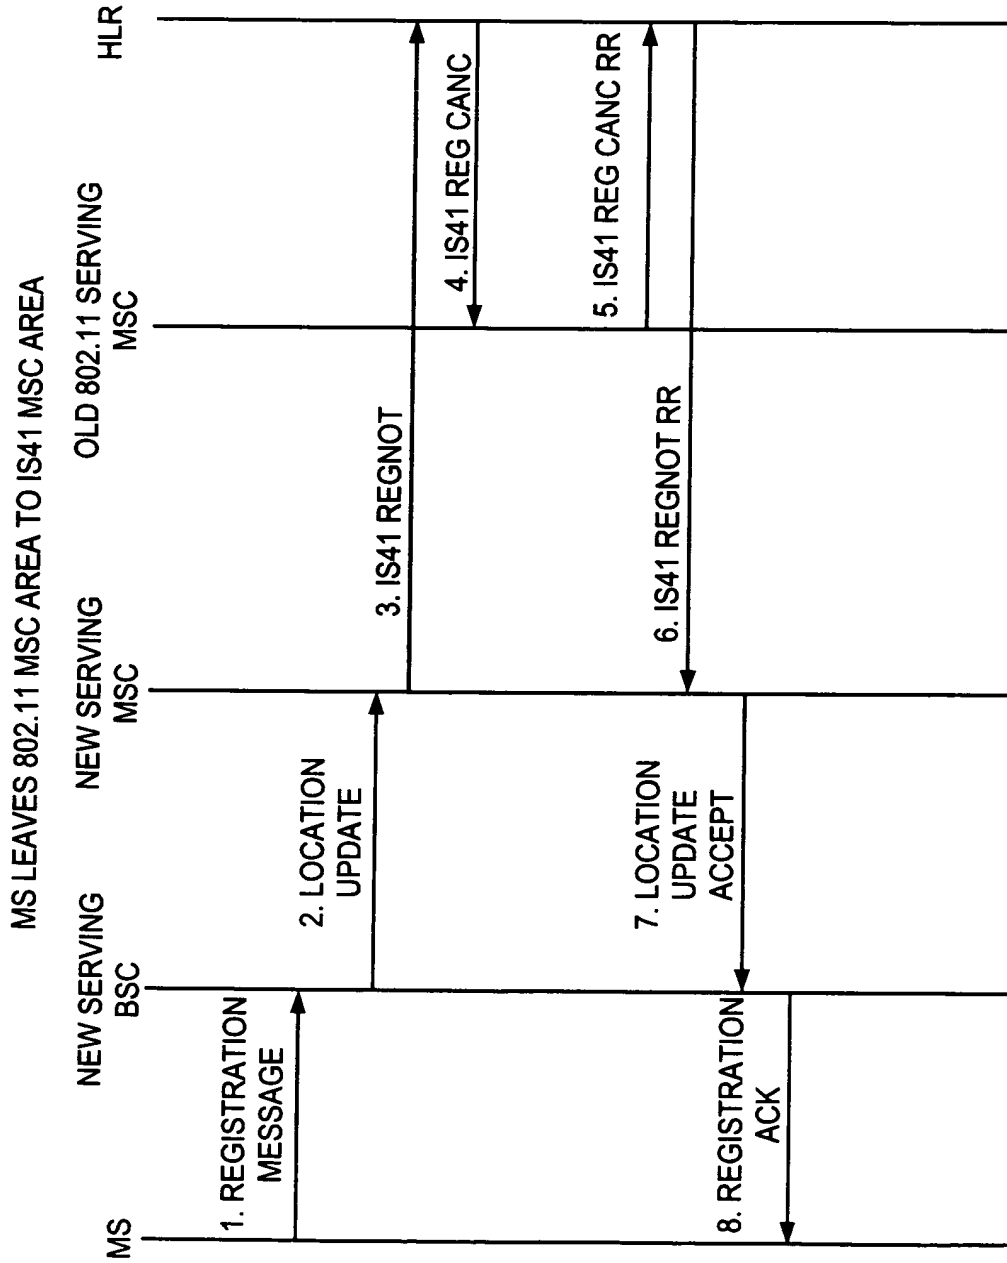 MS LEAVES 802.11 MSC AREA TO IS41 MSC AREA
MS
NEW SERVING
BSC
NEW SERVING
MSC
OLD 802.11 SERVING
MSC
HLR
1. REGISTRATION
MESSAGE
2. LOCATION
UPDATE
3. IS41 REGNOT
4. IS41 REG CANC
5. IS41 REG CANC RR
6. IS41 REGNOT RR
7. LOCATION
UPDATE
ACCEPT
8. REGISTRATION
ACK